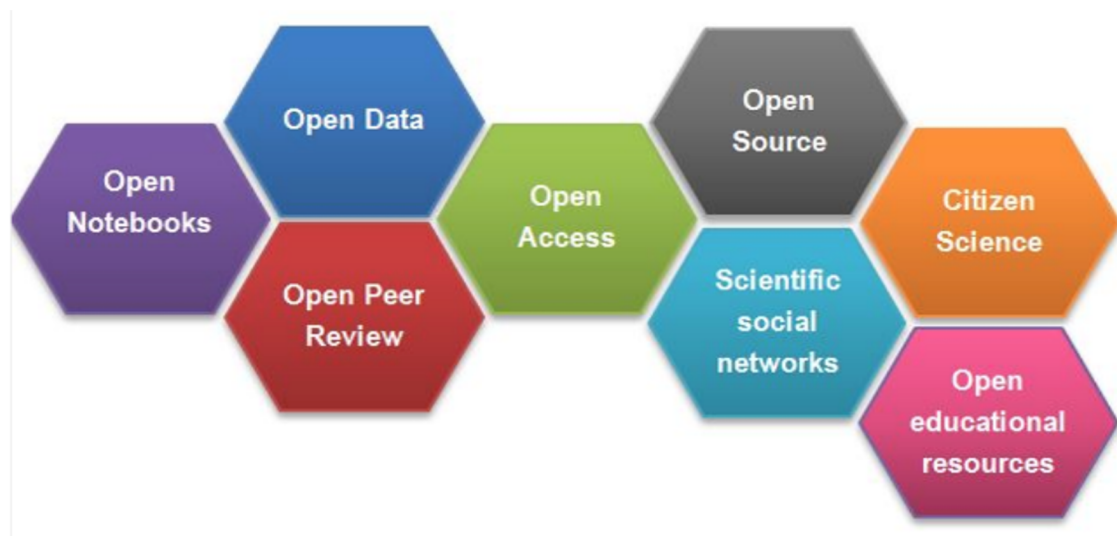 Open
Notebooks
Open Data
Open Peer
Review
Open
Access
Open
Source
Scientific
social
networks
Citizen
Science
Open
educational
resources